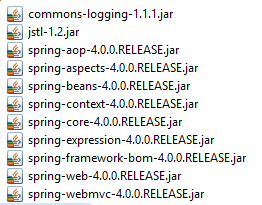 commons-logging-1.1.1.jar
jstl-1.2.jar
spring-aop-4.0.0.RELEASE.jar
spring-aspects-4.0.0.RELEASE.jar
spring-beans-4.0.0.RELEASE.jar
spring-context-4.0.0.RELEASE.jar
spring-core-4.0.0.RELEASE.jar
spring-expression-4.0.0.RELEASE.jar
spring-framework-bom-4.0.0.RELEASE.jar
spring-web-4.0.0.RELEASE.jar
spring-webmvc-4.0.0.RELEASE.jar